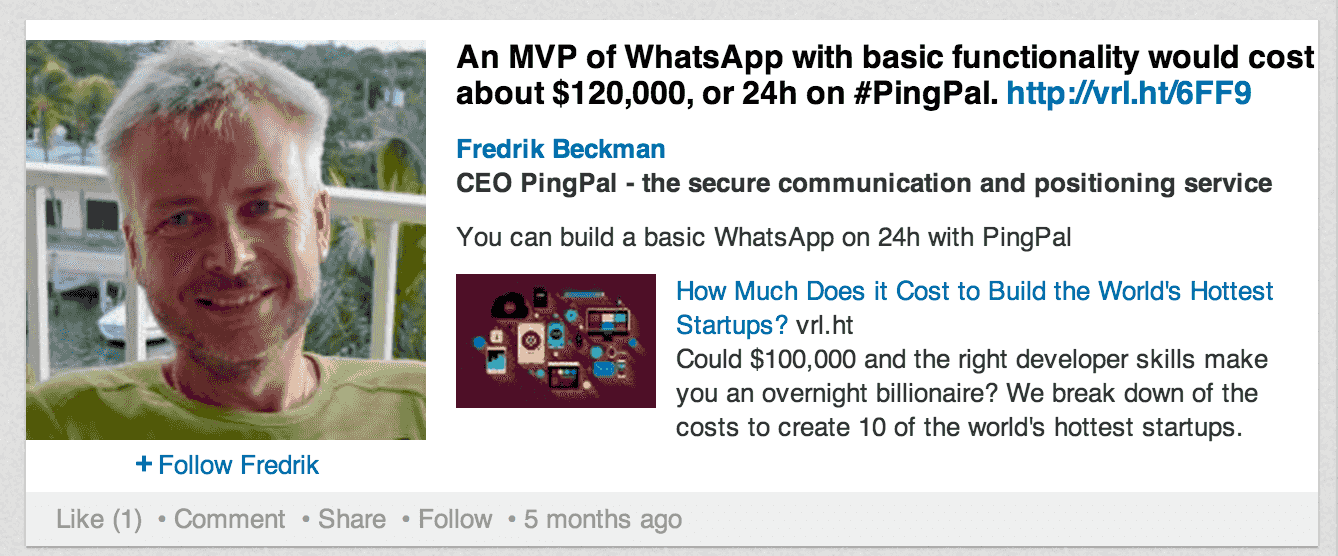 An MVP of WhatsApp with basic functionality would cost
about $120,000, or 24h on #PingPal. http://vrl.ht/6FF9
Fredrik Beckman
CEO PingPal - the secure communication and positioning service
You can build a basic WhatsApp on 24h with PingPal
How Much Does it Cost to Build the World's Hottest
Startups? vrl.ht
Could $100,000 and the right developer skills make
you an overnight billionaire? We break down of the
costs to create 10 of the world's hottest startups.
+ Follow Fredrik
Like (1) • Comment • Share • Follow • 5 months ago